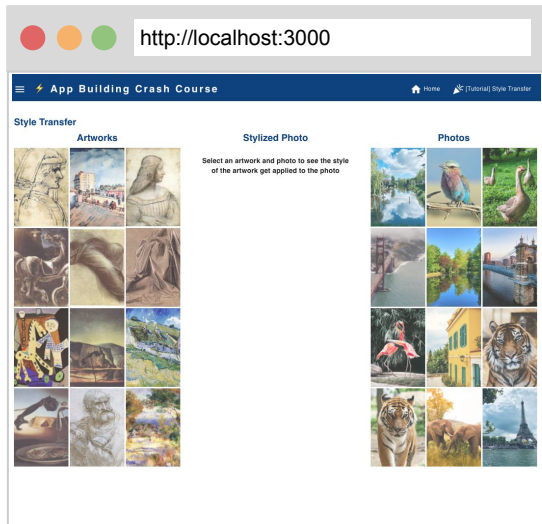 http://localhost:3000
⚡ App Building Crash Course
Home
[Tutorial] Style Transfer
Style Transfer
Artworks
Stylized Photo
Photos
Select an artwork and photo to see the style
of the artwork get applied to the photo